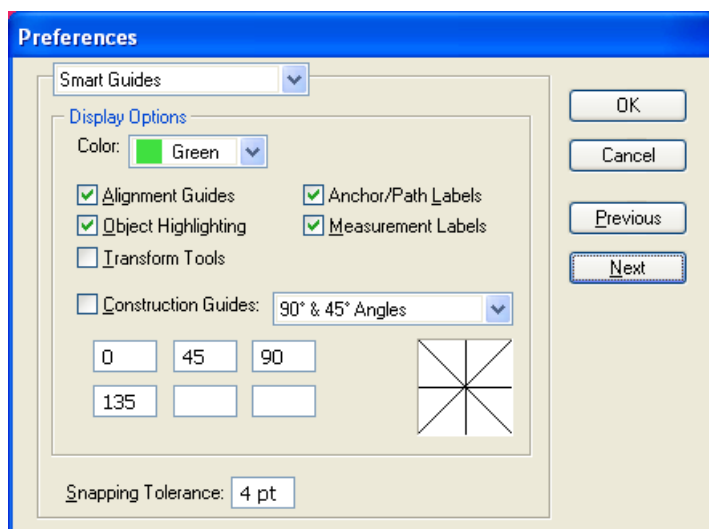 Preferences
Smart Guides
OK
Display Options
Color: Green
Cancel
Alignment Guides Anchor/Path Labels
Object Highlighting Measurement Labels
Previous
Transform Tools
Next
Construction Guides: 90° & 45° Angles
0 45 90
135
Snapping Tolerance: 4 pt